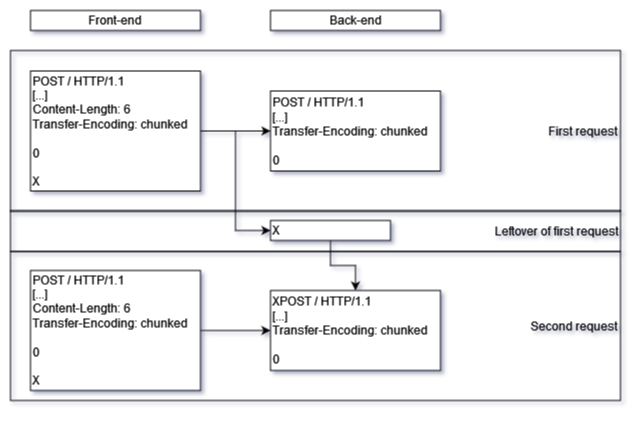 Front-end
Back-end
POST / HTTP/1.1
[...]
Content-Length: 6
Transfer-Encoding: chunked
0
X
POST / HTTP/1.1
[...]
Transfer-Encoding: chunked
0
First request
X
Leftover of first request
POST / HTTP/1.1
[...]
Content-Length: 6
Transfer-Encoding: chunked
0
X
XPOST / HTTP/1.1
[...]
Transfer-Encoding: chunked
0
Second request